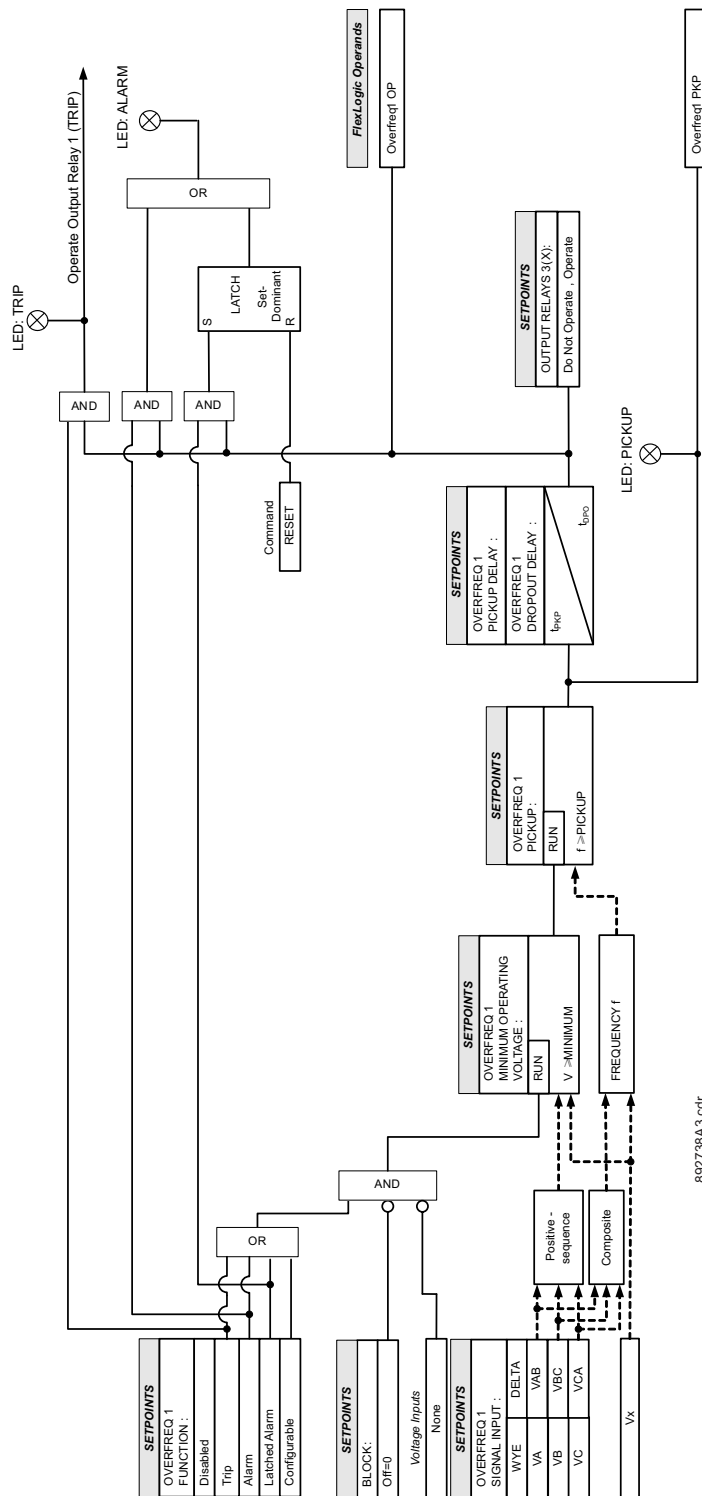 SETPOINTS
OVERFREQ 1
FUNCTION :
Disabled
Trip
Alarm
Latched Alarm
Configurable
SETPOINTS
BLOCK:
Off=0
Voltage Inputs
None
SETPOINTS
OVERFREQ 1
SIGNAL INPUT :
WYE DELTA
VA VAB
VB VBC
VC VCA
Vx
OR
AND
Positive -
sequence
Composite
SETPOINTS
OVERFREQ 1
MINIMUM OPERATING
VOLTAGE :
RUN
V ≥MINIMUM
FREQUENCY f
SETPOINTS
OVERFREQ 1
PICKUP :
RUN
f ≥PICKUP
SETPOINTS
OVERFREQ 1
PICKUP DELAY :
OVERFREQ 1
DROPOUT DELAY :
tPKP
tDPO
Command
RESET
AND
AND
AND
LED: TRIP
Operate Output Relay 1 (TRIP)
S
LATCH
Set-
Dominant
R
OR
LED: ALARM
LED: PICKUP
SETPOINTS
OUTPUT RELAYS 3(X):
Do Not Operate , Operate
FlexLogic Operands
Overfreq1 OP
Overfreq1 PKP
892738A3.cdr